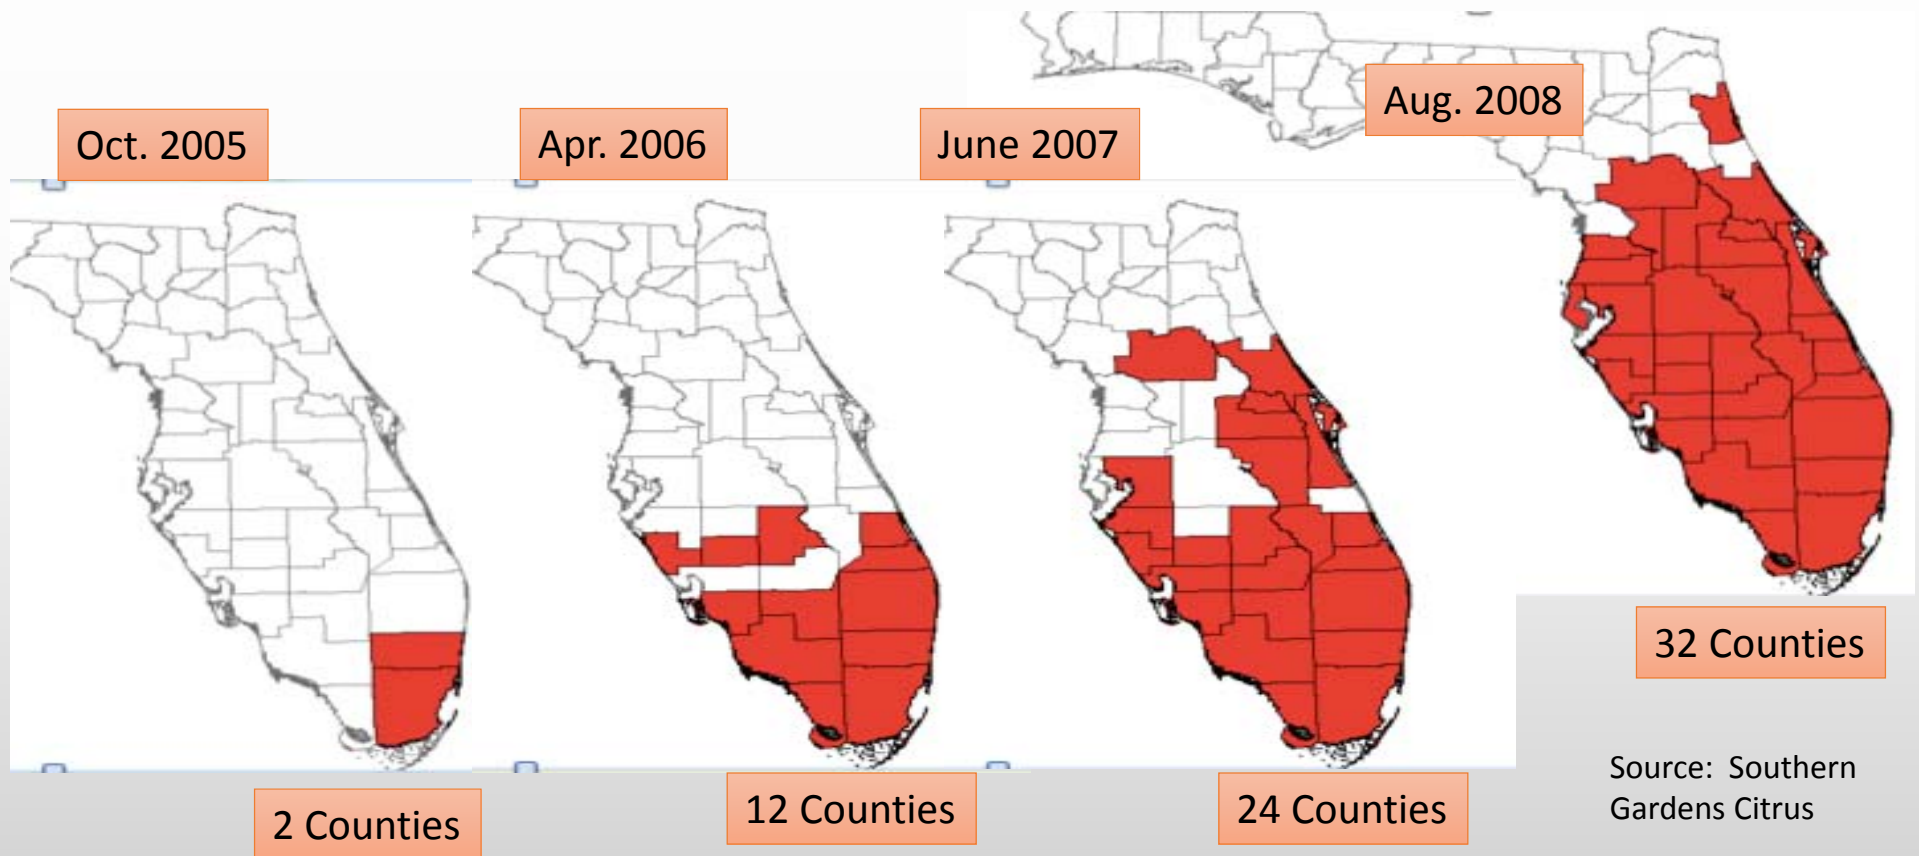 Oct. 2005
Apr. 2006
June 2007
Aug. 2008
2 Counties
12 Counties
24 Counties
32 Counties
Source: Southern
Gardens Citrus